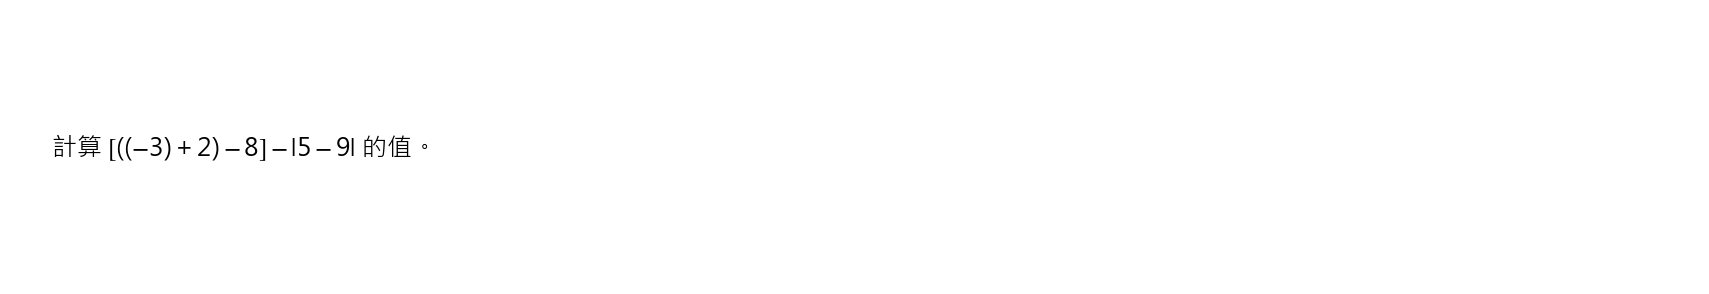 計算 [((–3) + 2) – 8] – |5 – 9| 的值。